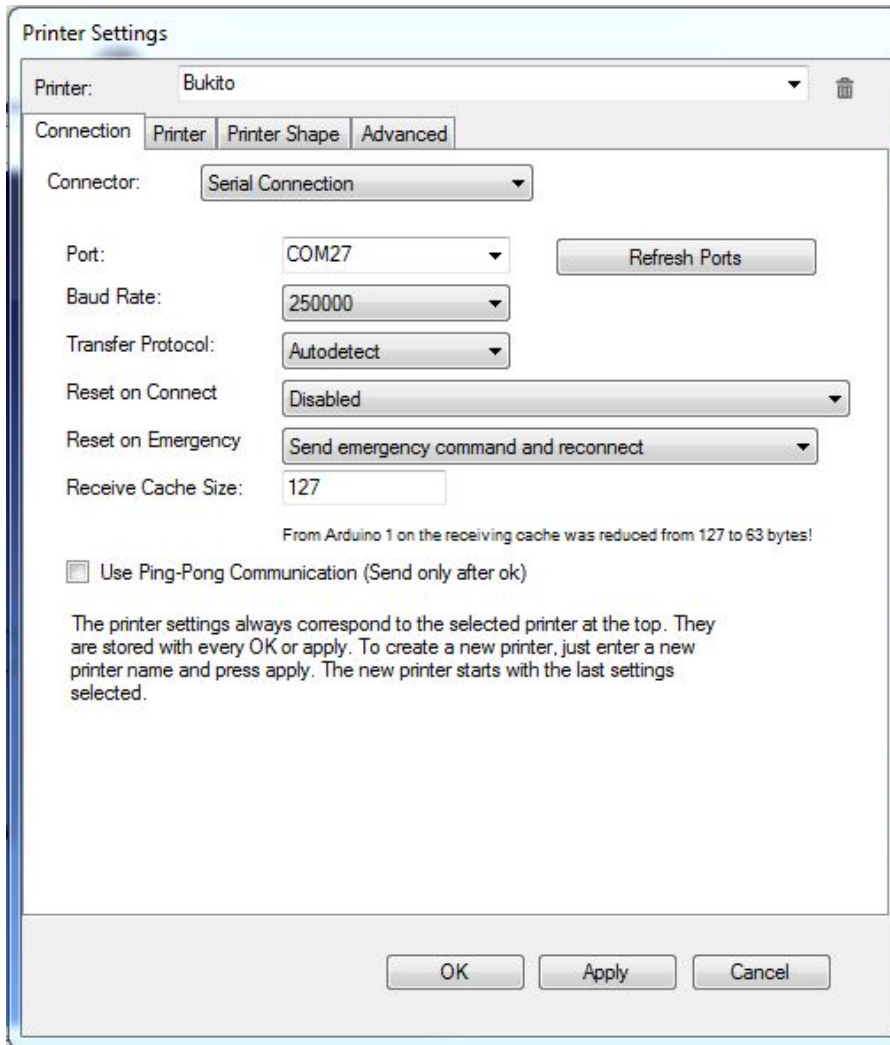 Printer Settings
Printer: Bukito
Connection Printer Printer Shape Advanced
Connector: Serial Connection
Port: COM27 Refresh Ports
Baud Rate: 250000
Transfer Protocol: Autodetect
Reset on Connect Disabled
Reset on Emergency Send emergency command and reconnect
Receive Cache Size: 127
From Arduino 1 on the receiving cache was reduced from 127 to 63 bytes!
Use Ping-Pong Communication (Send only after ok)
The printer settings always correspond to the selected printer at the top. They
are stored with every OK or apply. To create a new printer, just enter a new
printer name and press apply. The new printer starts with the last settings
selected.
OK Apply Cancel